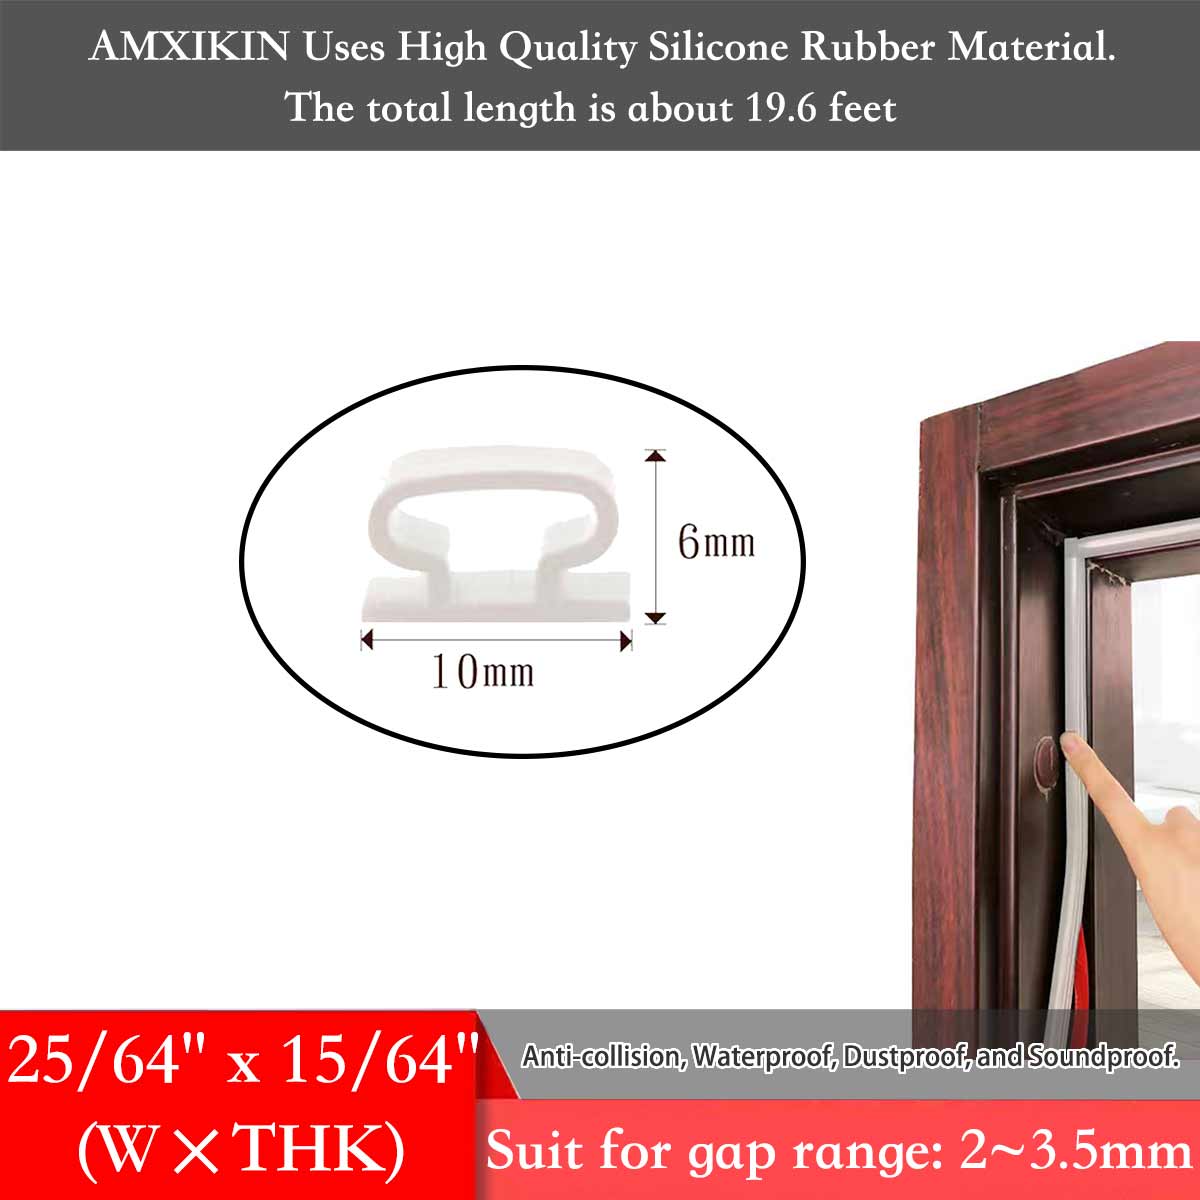 AMXIKIN Uses High Quality Silicone Rubber Material.
The total length is about 19.6 feet
6mm
10mm
25/64" x 15/64"
(W×THK)
Anti-collision, Waterproof, Dustproof, and Soundproof.
Suit for gap range: 2~3.5mm